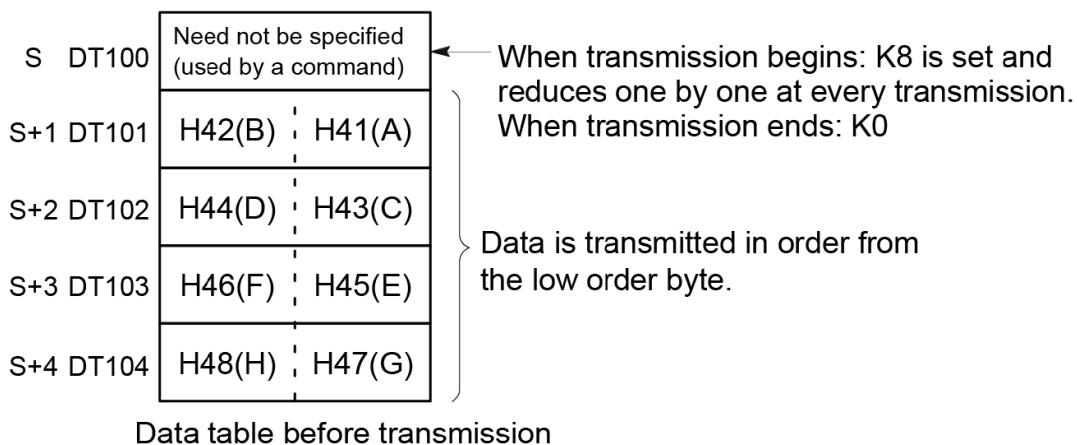 S DT100 Need not be specified
(used by a command)
When transmission begins: K8 is set and
reduces one by one at every transmission.
When transmission ends: K0
S+1 DT101 H42(B) H41(A)
S+2 DT102 H44(D) H43(C)
S+3 DT103 H46(F) H45(E)
S+4 DT104 H48(H) H47(G)
Data is transmitted in order from
the low order byte.
Data table before transmission